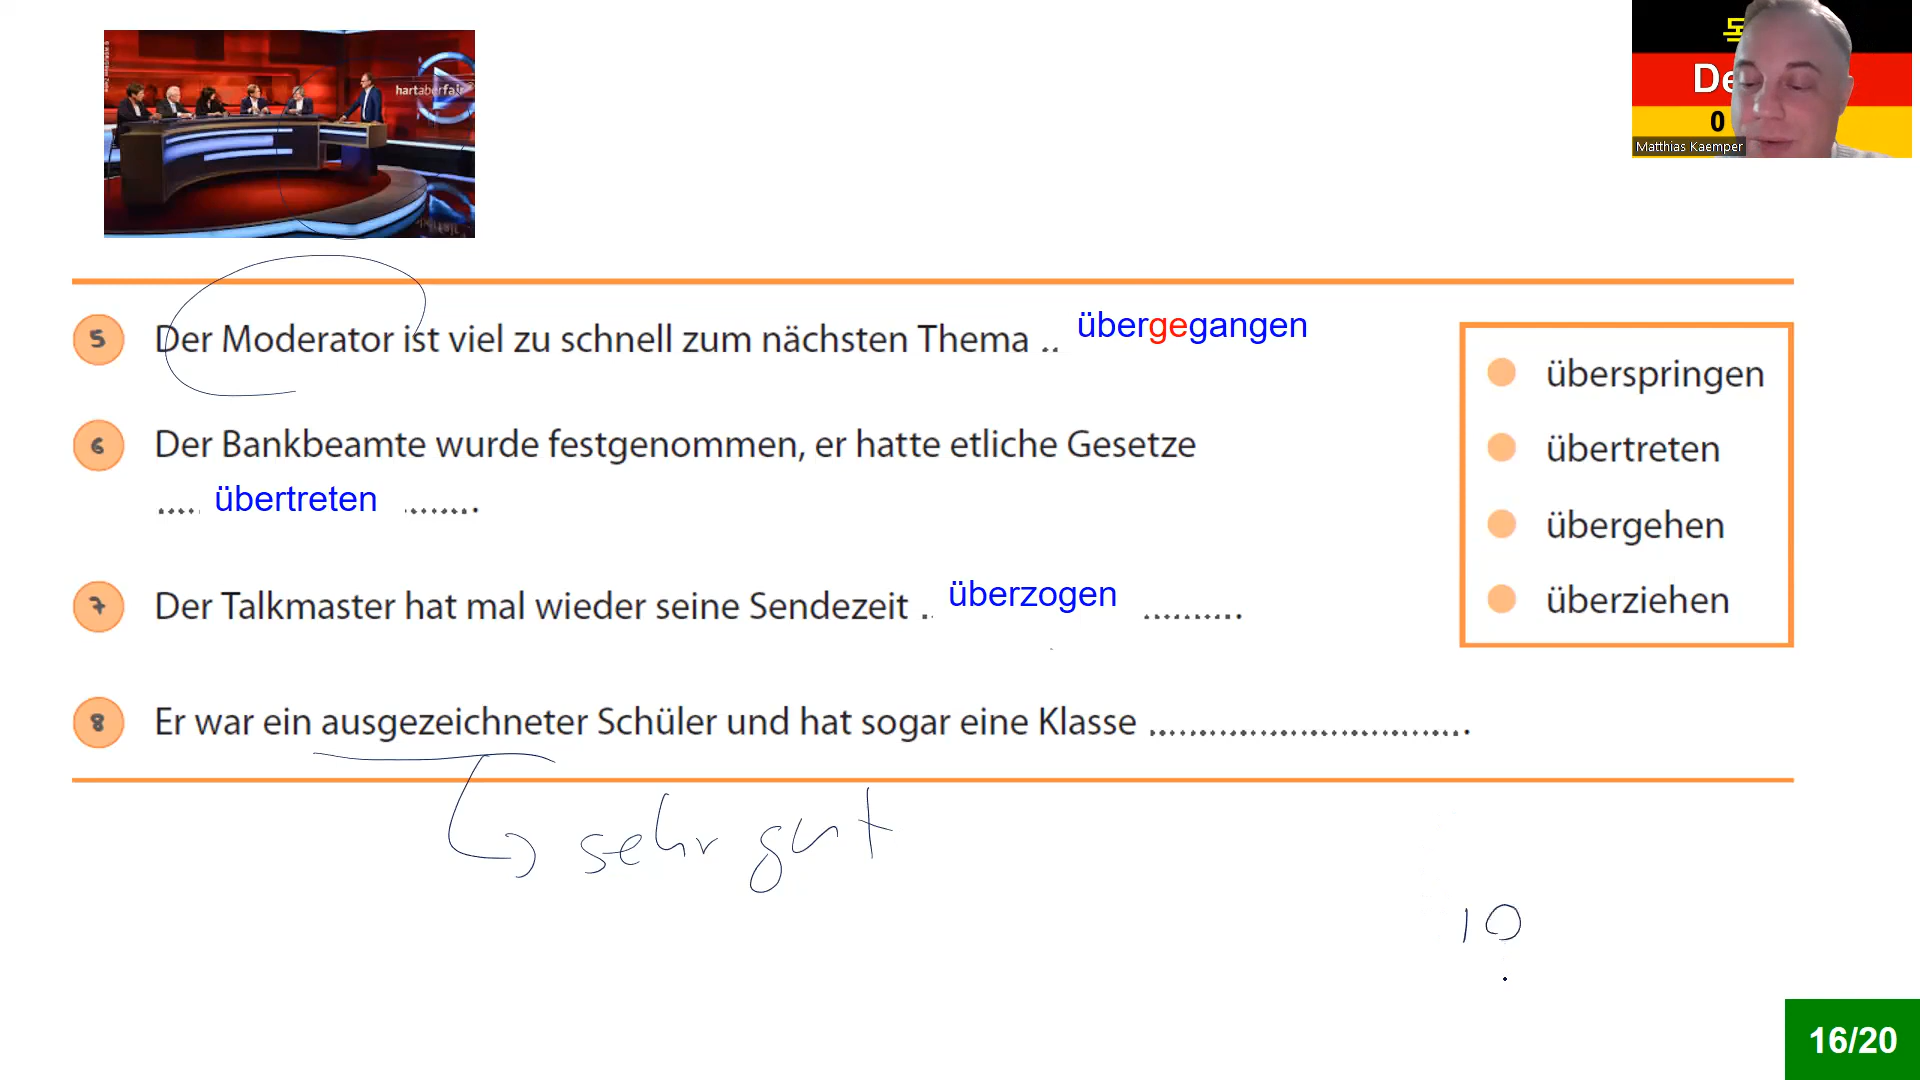 hartaberfair
De
0
Matthias Kaemper
5 Der Moderator ist viel zu schnell zum nächsten Thema .. übergegangen
6 Der Bankbeamte wurde festgenommen, er hatte etliche Gesetze
..... übertreten ........
7 Der Talkmaster hat mal wieder seine Sendezeit .. überzogen ..........
8 Er war ein ausgezeichneter Schüler und hat sogar eine Klasse ..............................
überspringen
übertreten
übergehen
überziehen
sehr gut
10
16/20